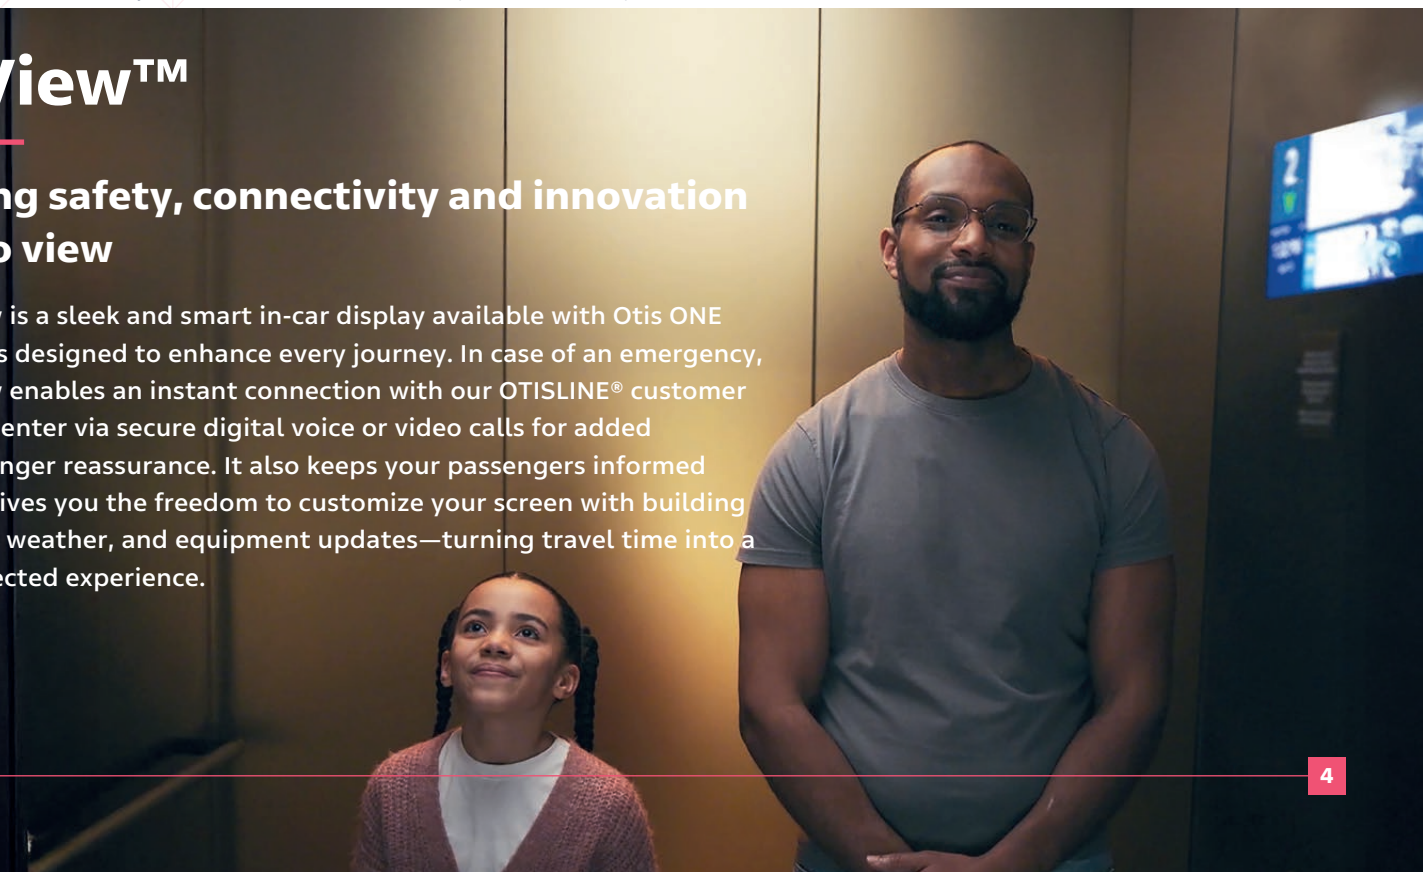 View™
ng safety, connectivity and innovation
o view
is a sleek and smart in-car display available with Otis ONE
s designed to enhance every journey. In case of an emergency,
enables an instant connection with our OTISLINE® customer
enter via secure digital voice or video calls for added
nger reassurance. It also keeps your passengers informed
ives you the freedom to customize your screen with building
weather, and equipment updates—turning travel time into a
ected experience.
2
4